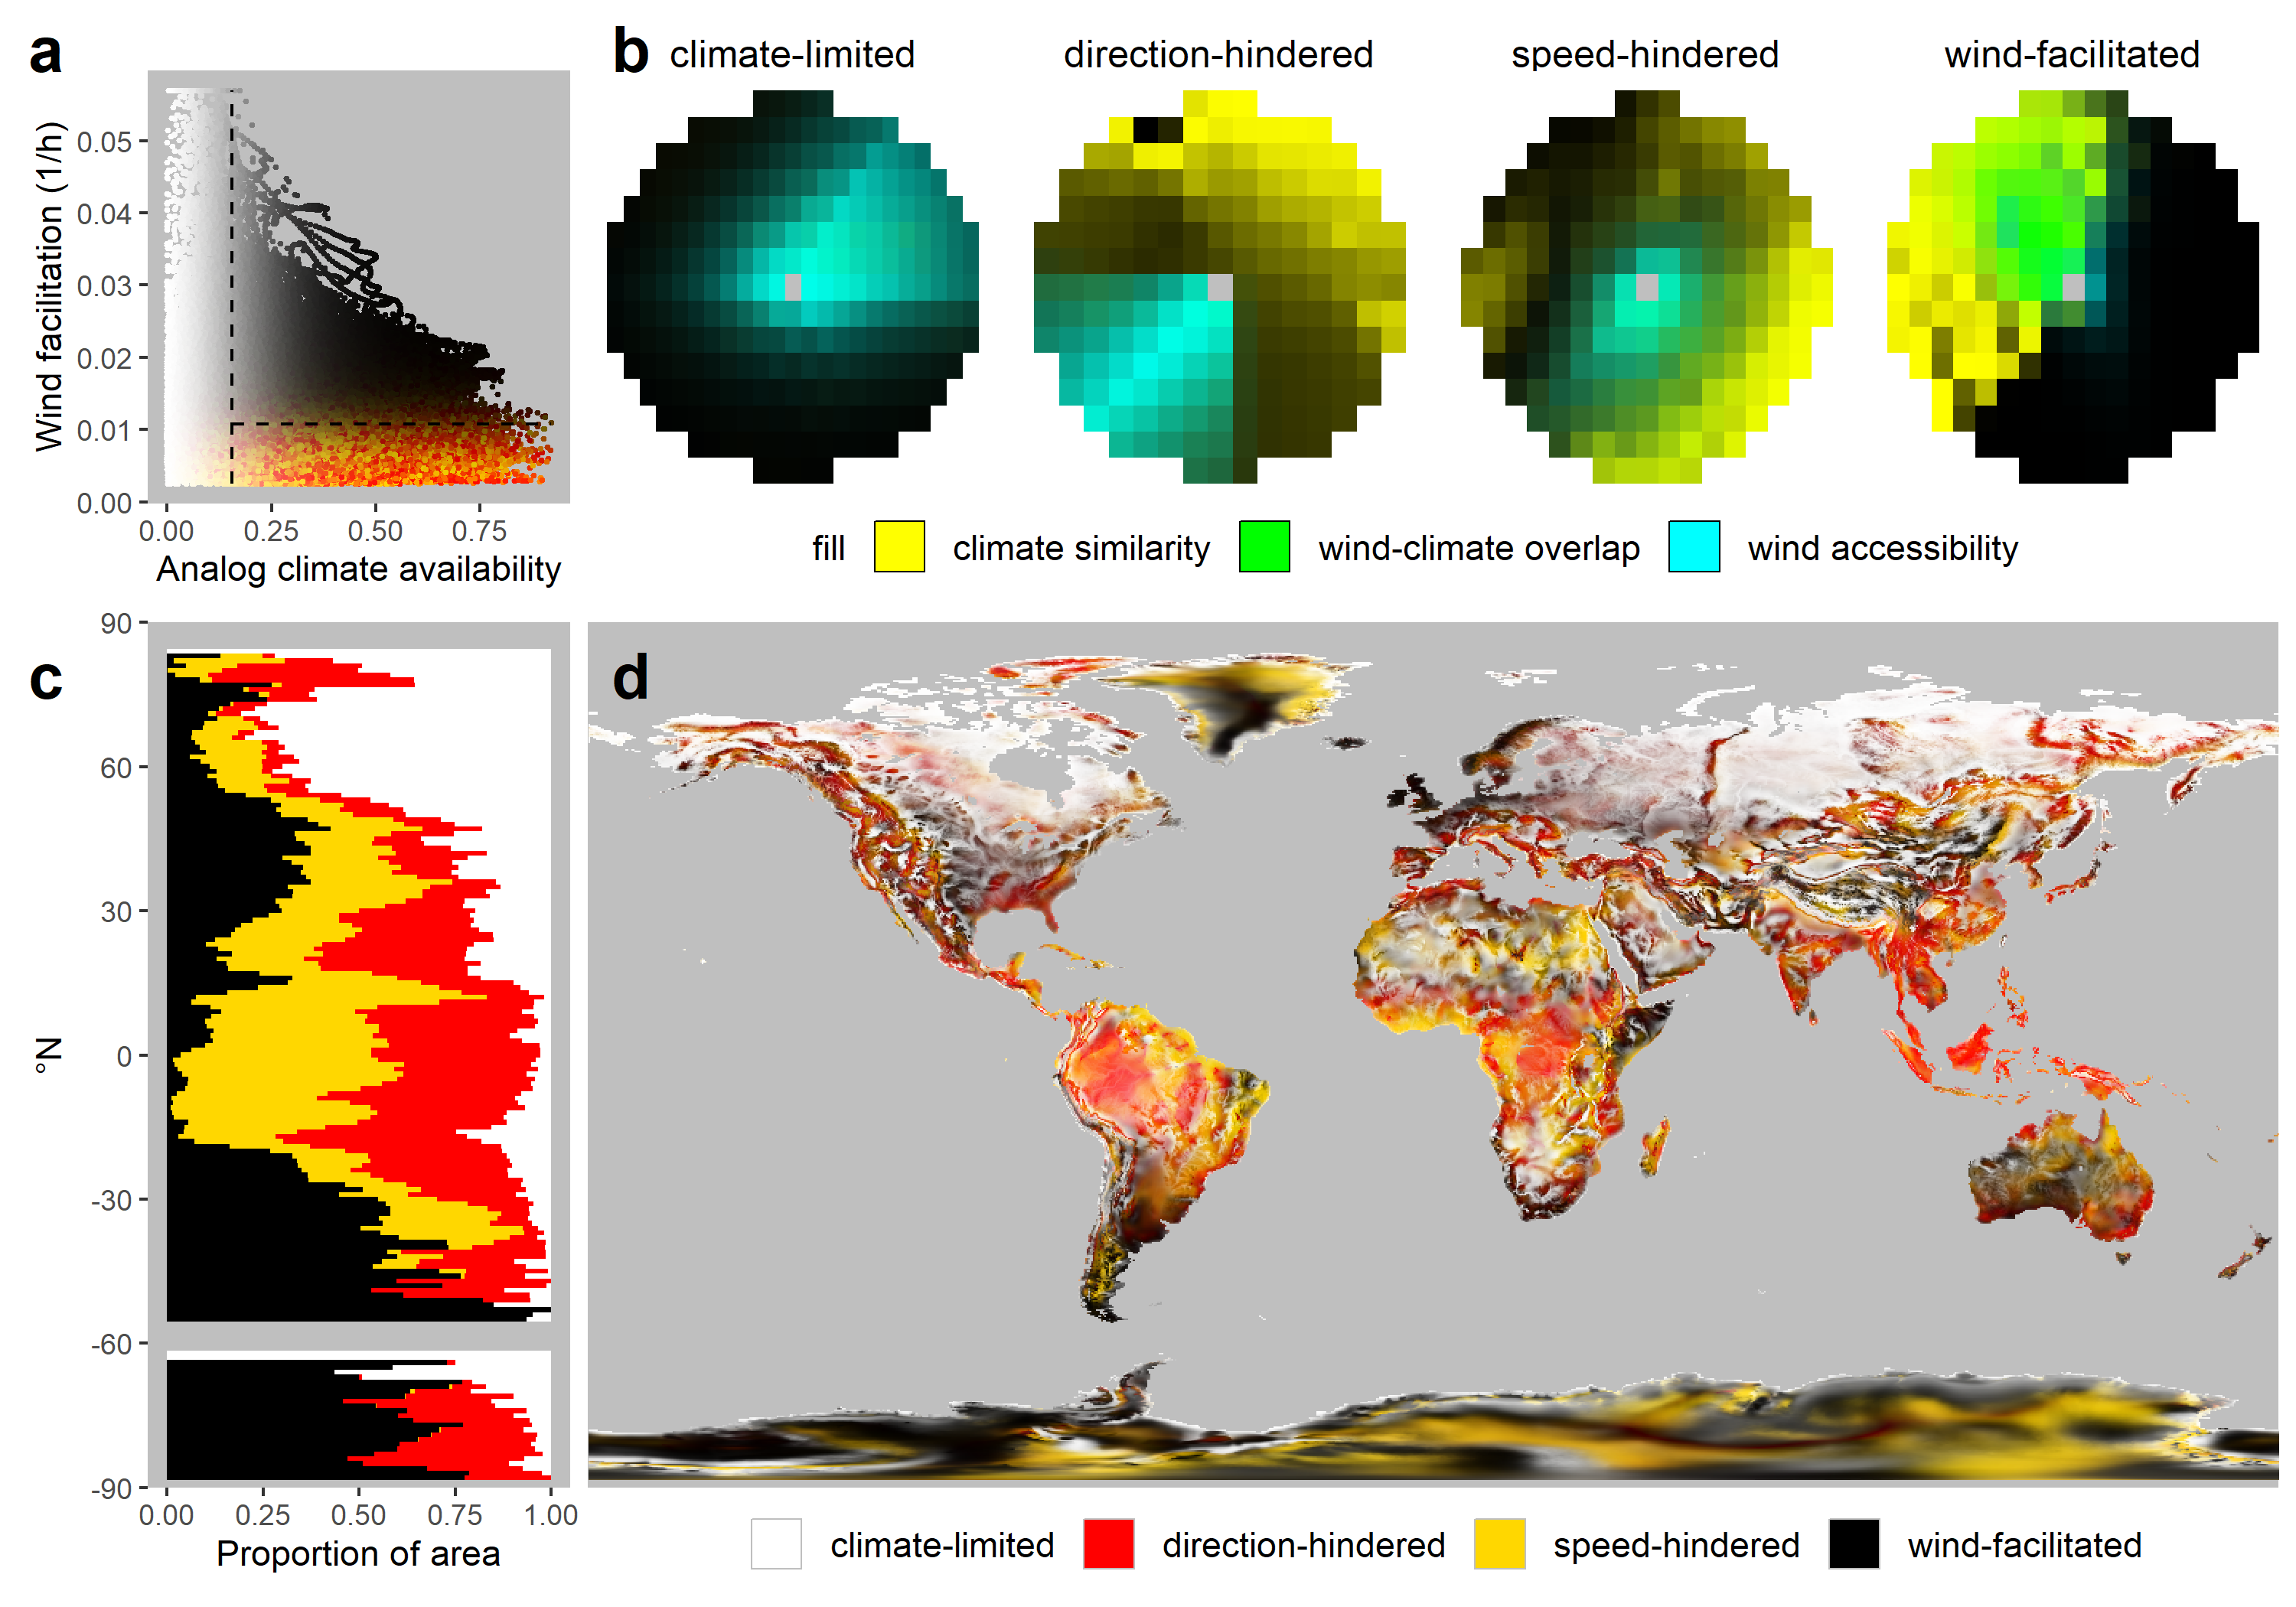 a
Wind facilitation (1/h)
0.05
0.04
0.03
0.02
0.01
0.00
0.00 0.25 0.50 0.75
Analog climate availability
b
climate-limited direction-hindered speed-hindered wind-facilitated
fill climate similarity wind-climate overlap wind accessibility
c
°N
90
60
30
0
-30
-60
-90
0.00 0.25 0.50 0.75 1.00
Proportion of area
d
climate-limited direction-hindered speed-hindered wind-facilitated